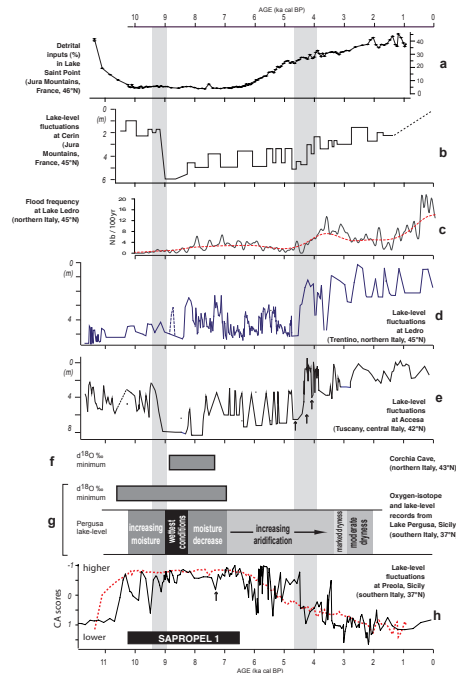 AGE (ka cal BP)
10 9 8 7 6 5 4 3 2 1 0
Detrital
inputs (%)
in Lake
Saint Point
(Jura Mountains,
France, 46°N)
40
30
20
10
0
a
Lake-level
fluctuations
at Cerin
(Jura
Mountains,
France, 45°N)
0
(m)
2
4
6
b
Flood frequency
at Lake Ledro
(northern Italy, 45°N)
Nb/100yr
20
16
12
8
4
0
c
0
(m)
4
d
Lake-level
fluctuations
at Ledro
(Trentino, northern Italy, 45°N)
0
(m)
4
8
e
Lake-level
fluctuations
at Accesa
(Tuscany, central Italy, 42°N)
f
d18O ‰
minimum
Corchia Cave,
(northern Italy, 43°N)
g
d18O ‰
minimum
Oxygen-isotope
and lake-level
records from
Lake Pergusa, Sicily
(southern Italy, 37°N)
Pergusa
lake-level
increasing
moisture
wettest
conditions
moisture
decrease
increasing
aridification
marked dryness
moderate
dryness
-1
higher
0
CA scores
1
lower
Lake-level
fluctuations
at Preola, Sicily
(southern Italy, 37°N)
h
SAPROPEL 1
11 10 9 8 7 6 5 4 3 2 1 0
AGE (ka cal BP)